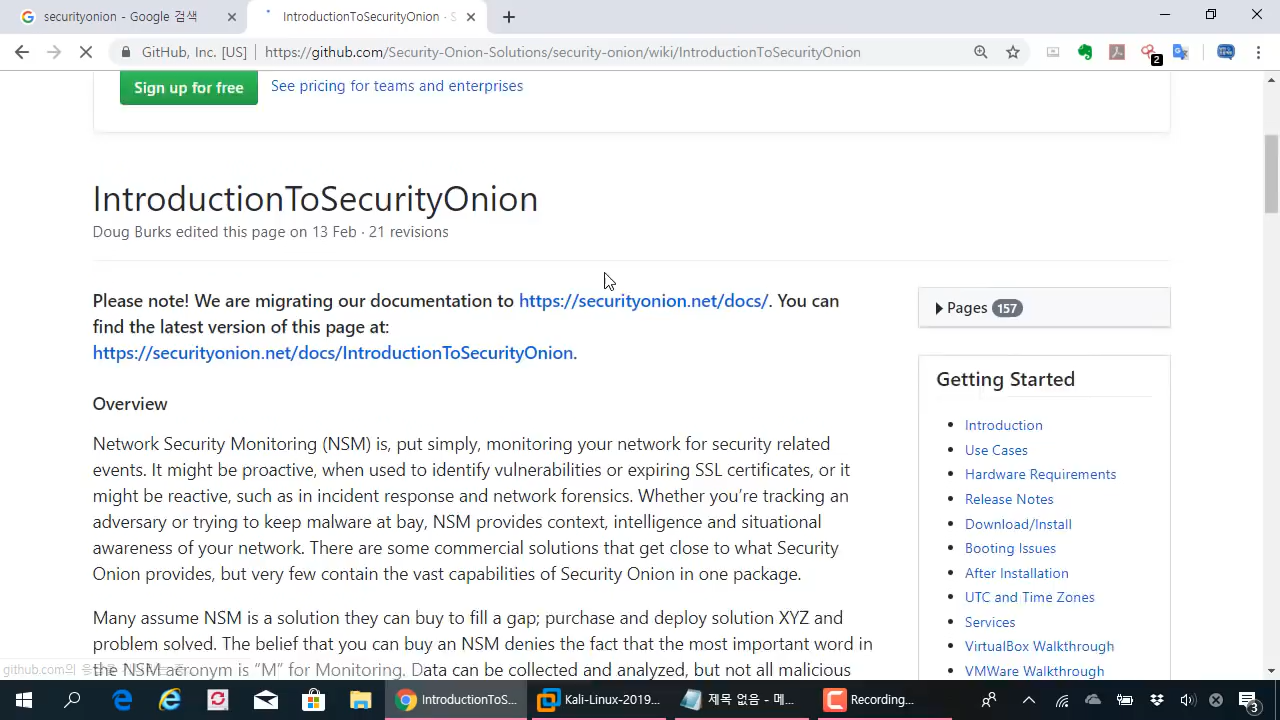 securityonion - Google 검색
IntroductionToSecurityOnion - S
GitHub, Inc. [US]
https://github.com/Security-Onion-Solutions/security-onion/wiki/IntroductionToSecurityOnion
2
Sign up for free
See pricing for teams and enterprises
IntroductionToSecurityOnion
Doug Burks edited this page on 13 Feb · 21 revisions
Please note! We are migrating our documentation to https://securityonion.net/docs/. You can
find the latest version of this page at:
https://securityonion.net/docs/IntroductionToSecurityOnion.
Pages 157
Overview
Network Security Monitoring (NSM) is, put simply, monitoring your network for security related
events. It might be proactive, when used to identify vulnerabilities or expiring SSL certificates, or it
might be reactive, such as in incident response and network forensics. Whether you’re tracking an
adversary or trying to keep malware at bay, NSM provides context, intelligence and situational
awareness of your network. There are some commercial solutions that get close to what Security
Onion provides, but very few contain the vast capabilities of Security Onion in one package.
Many assume NSM is a solution they can buy to fill a gap; purchase and deploy solution XYZ and
problem solved. The belief that you can buy an NSM denies the fact that the most important word in
the NSM acronym is “M” for Monitoring. Data can be collected and analyzed, but not all malicious
Getting Started
Introduction
Use Cases
Hardware Requirements
Release Notes
Download/Install
Booting Issues
After Installation
UTC and Time Zones
Services
VirtualBox Walkthrough
VMWare Walkthrough
github.com의
IntroductionToS...
Kali-Linux-2019...
제목 없음 - 메...
Recording...
3